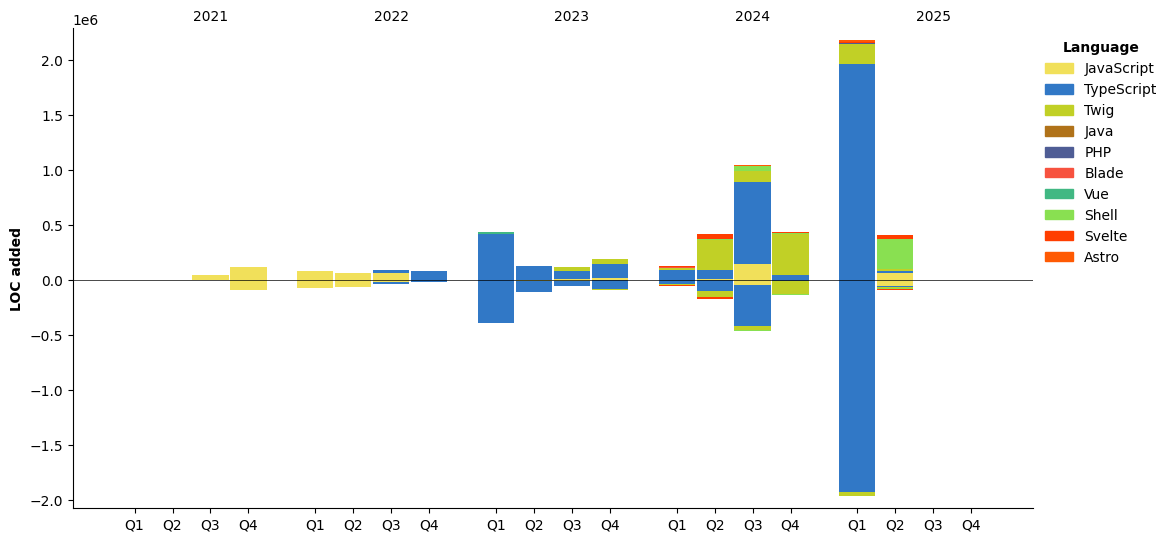 1e6
2021 2022 2023 2024 2025
LOC added
2.0
1.5
1.0
0.5
0.0
−0.5
−1.0
−1.5
−2.0
Q1 Q2 Q3 Q4 Q1 Q2 Q3 Q4 Q1 Q2 Q3 Q4 Q1 Q2 Q3 Q4 Q1 Q2 Q3 Q4
Language
JavaScript
TypeScript
Twig
Java
PHP
Blade
Vue
Shell
Svelte
Astro